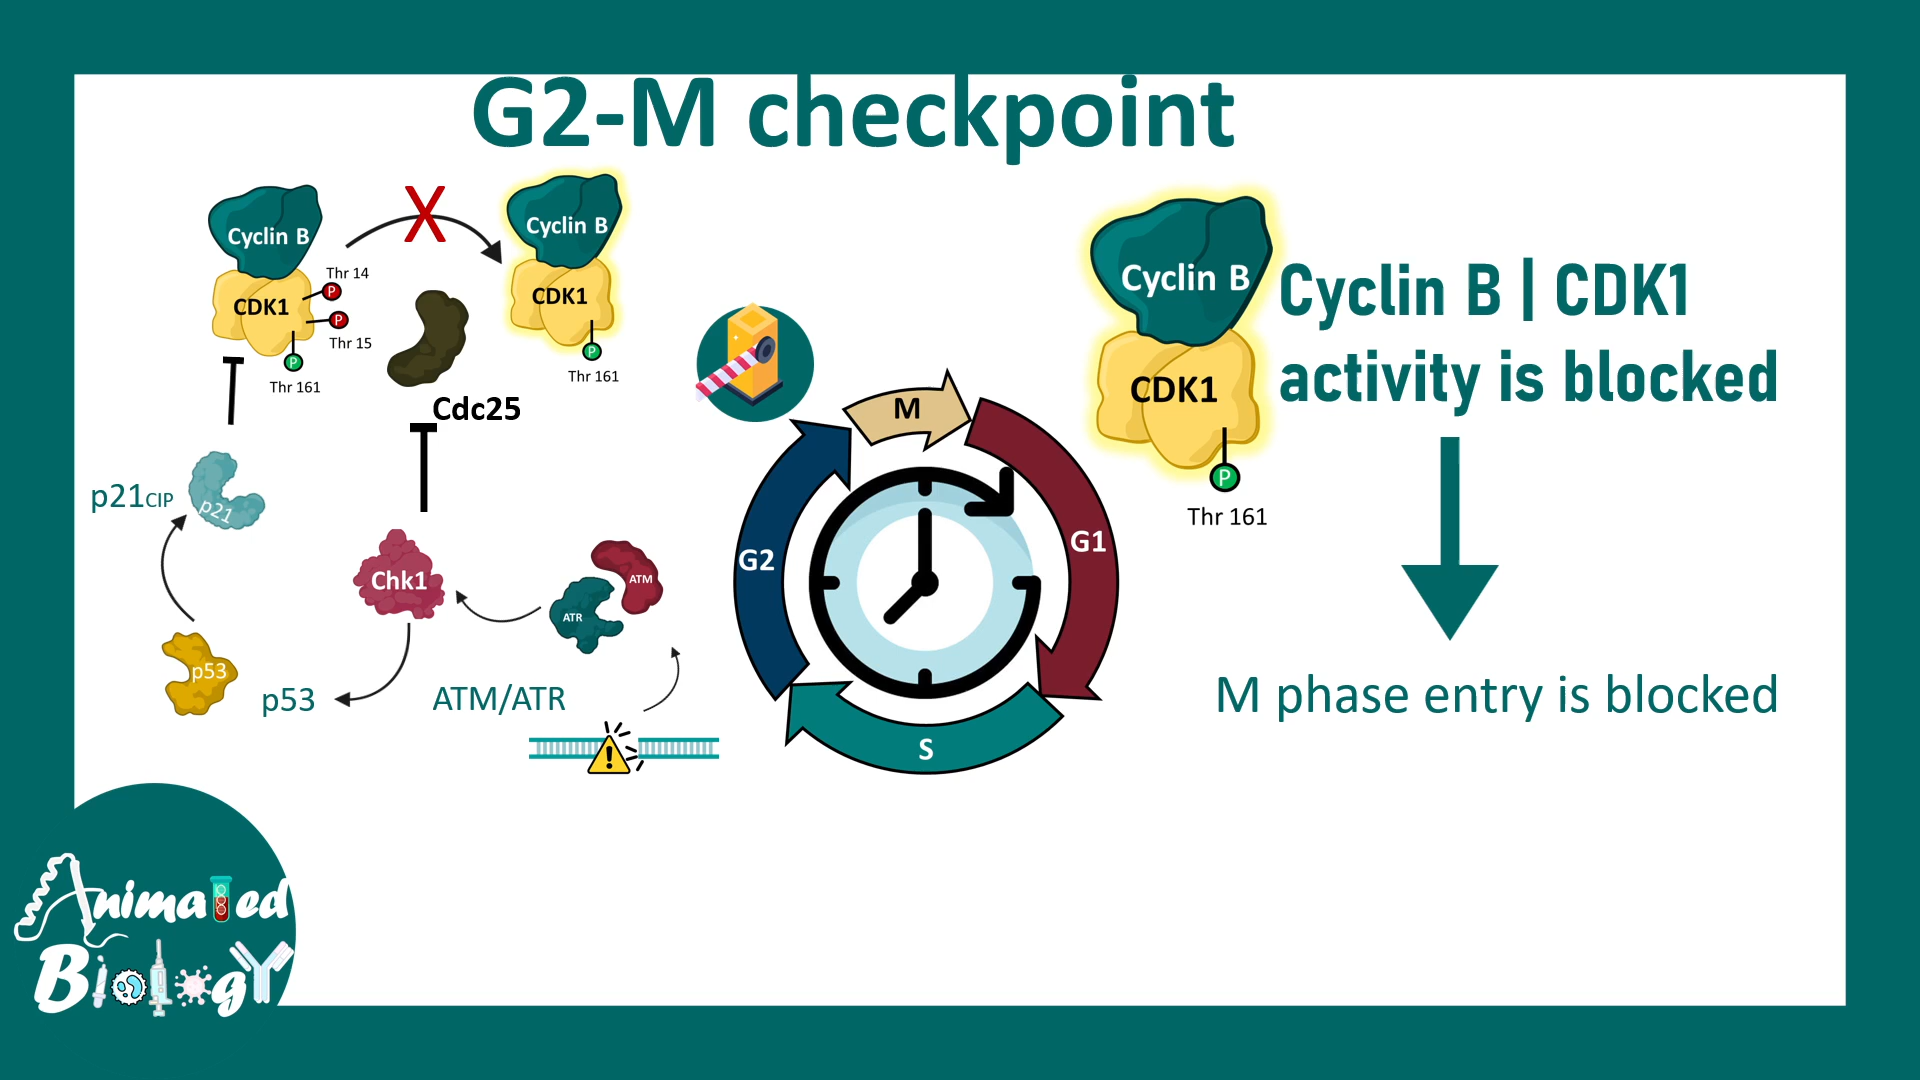 G2-M checkpoint
Cyclin B
CDK1
Thr 14
P
P
Thr 15
P
Thr 161
X
Cyclin B
CDK1
P
Thr 161
Cdc25
p21CIP
p21
Chk1
ATM
ATR
p53
p53
ATM/ATR
!
M
G1
S
G2
Cyclin B
CDK1
P
Thr 161
Cyclin B | CDK1
activity is blocked
M phase entry is blocked
Animated
Biology